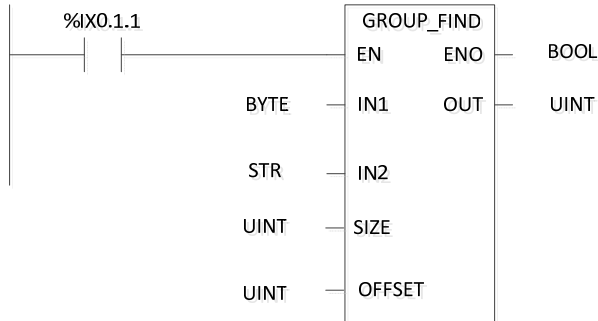 %IX0.1.1 GROUP_FIND
EN ENO BOOL
BYTE IN1 OUT UINT
STR IN2
UINT SIZE
UINT OFFSET